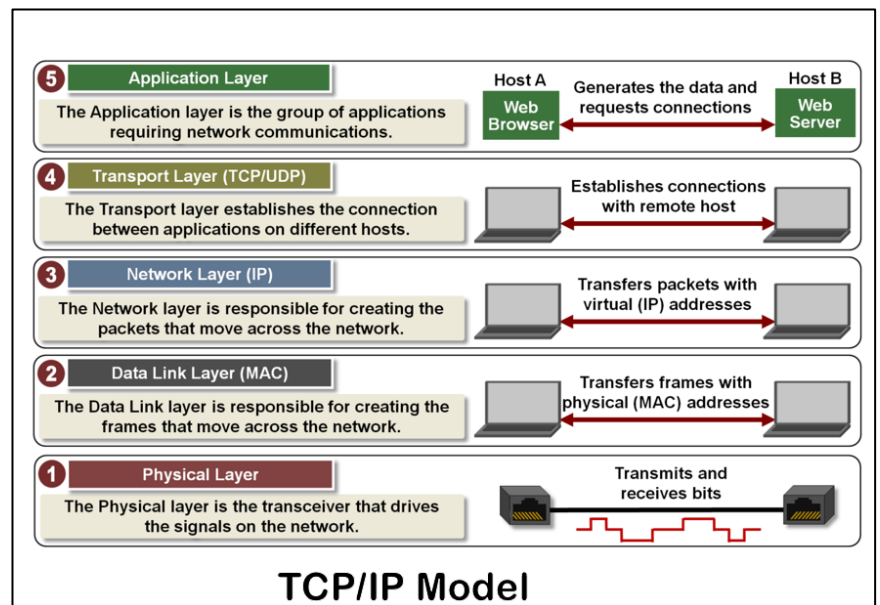 5 Application Layer
The Application layer is the group of applications
requiring network communications.
Host A
Web
Browser
Generates the data and
requests connections
Host B
Web
Server
4 Transport Layer (TCP/UDP)
The Transport layer establishes the connection
between applications on different hosts.
Establishes connections
with remote host
3 Network Layer (IP)
The Network layer is responsible for creating the
packets that move across the network.
Transfers packets with
virtual (IP) addresses
2 Data Link Layer (MAC)
The Data Link layer is responsible for creating the
frames that move across the network.
Transfers frames with
physical (MAC) addresses
1 Physical Layer
The Physical layer is the transceiver that drives
the signals on the network.
Transmits and
receives bits
TCP/IP Model